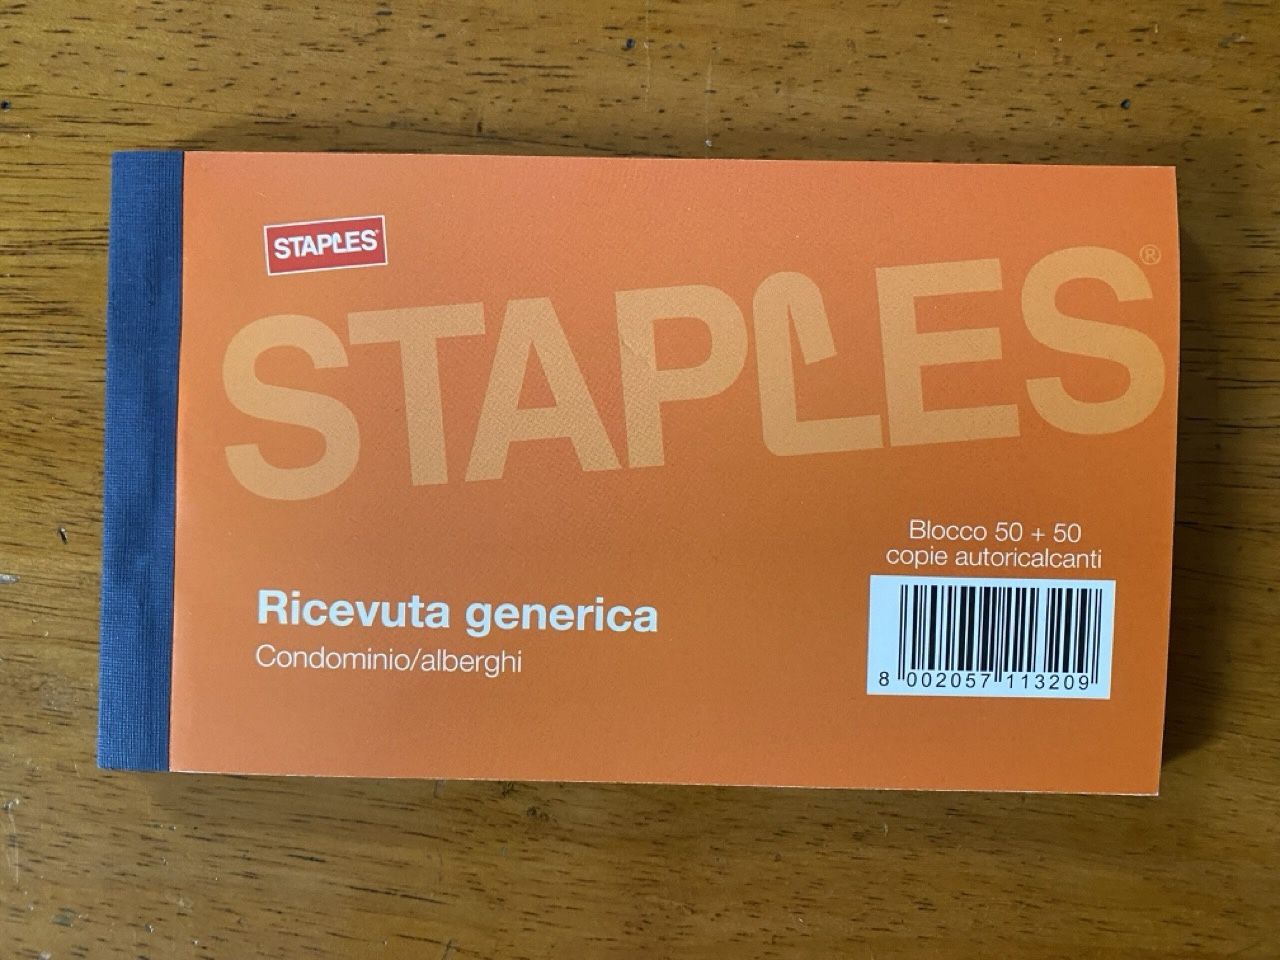 STAPLES
STAPLES®
Blocco 50 + 50
copie autoricalcanti
Ricevuta generica
Condominio/alberghi
8 002057 113209